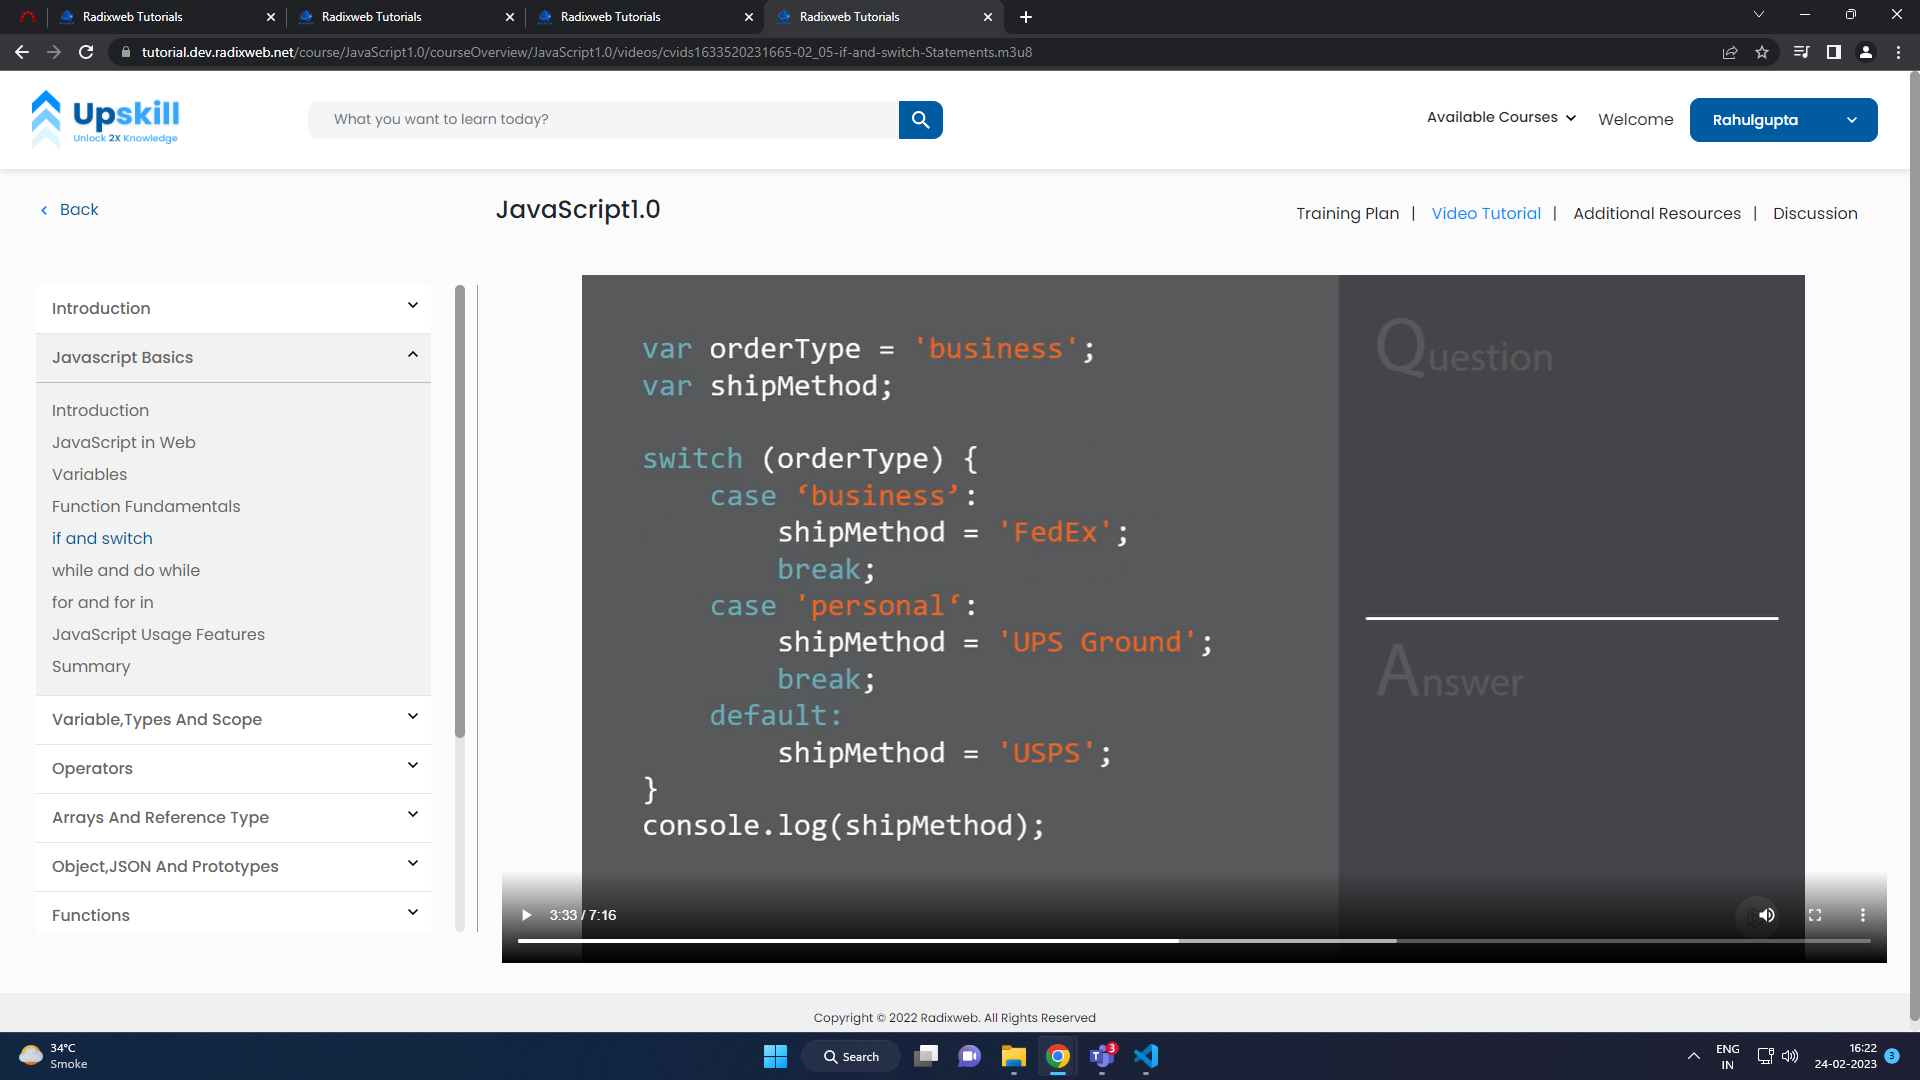 Radixweb Tutorials
Radixweb Tutorials
Radixweb Tutorials
Radixweb Tutorials
tutorial.dev.radixweb.net/course/JavaScript1.0/courseOverview/JavaScript1.0/videos/cvids1633520231665-02_05-if-and-switch-Statements.m3u8
Upskill
Unlock 2X Knowledge
What you want to learn today?
Available Courses
Welcome
Rahulgupta
Back
JavaScript1.0
Training Plan |
Video Tutorial |
Additional Resources |
Discussion
Introduction
Javascript Basics
Introduction
JavaScript in Web
Variables
Function Fundamentals
if and switch
while and do while
for and for in
JavaScript Usage Features
Summary
Variable,Types And Scope
Operators
Arrays And Reference Type
Object,JSON And Prototypes
Functions
var orderType = 'business';
var shipMethod;
switch (orderType) {
case ‘business’:
shipMethod = 'FedEx';
break;
case 'personal‘:
shipMethod = 'UPS Ground';
break;
default:
shipMethod = 'USPS';
}
console.log(shipMethod);
Question
Answer
3:33 / 7:16
Copyright © 2022 Radixweb. All Rights Reserved
34°C
Smoke
Search
3
ENG
IN
16:22
24-02-2023
3